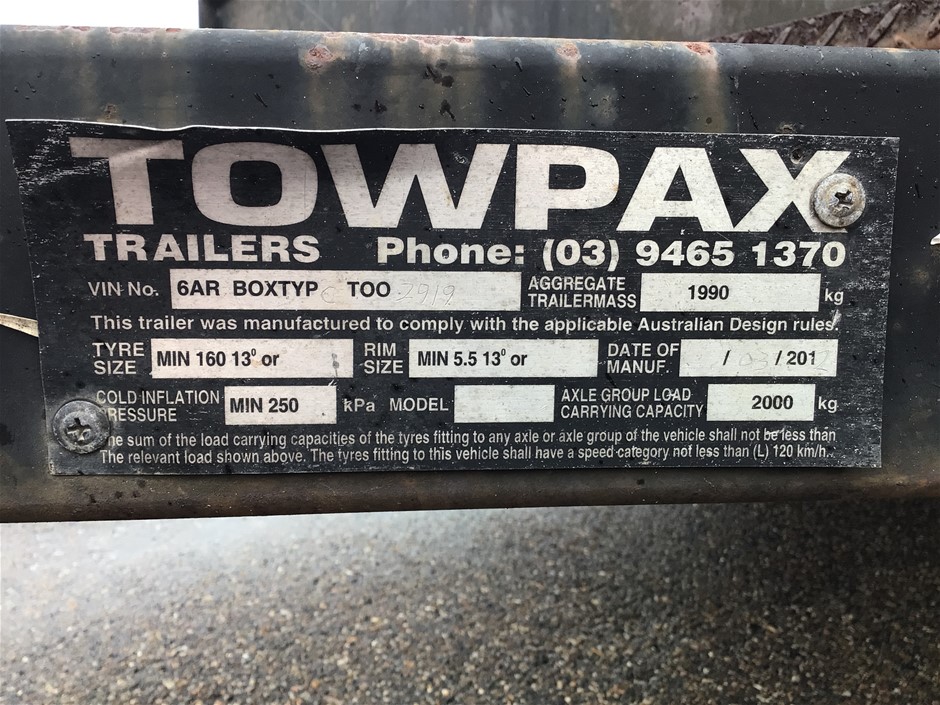 TOWPAX
TRAILERS Phone: (03) 9465 1370
VIN No. 6AR BOXTYP C TOO 2919 AGGREGATE TRAILERMASS 1990 kg
This trailer was manufactured to comply with the applicable Australian Design rules.
TYRE SIZE MIN 160 13⁰ or RIM SIZE MIN 5.5 13⁰ or DATE OF MANUF. / 03 / 201
COLD INFLATION PRESSURE MIN 250 kPa MODEL AXLE GROUP LOAD CARRYING CAPACITY 2000 kg
The sum of the load carrying capacities of the tyres fitting to any axle or axle group of the vehicle shall not be less than
The relevant load shown above. The tyres fitting to this vehicle shall have a speed category not less than (L) 120 km/h..